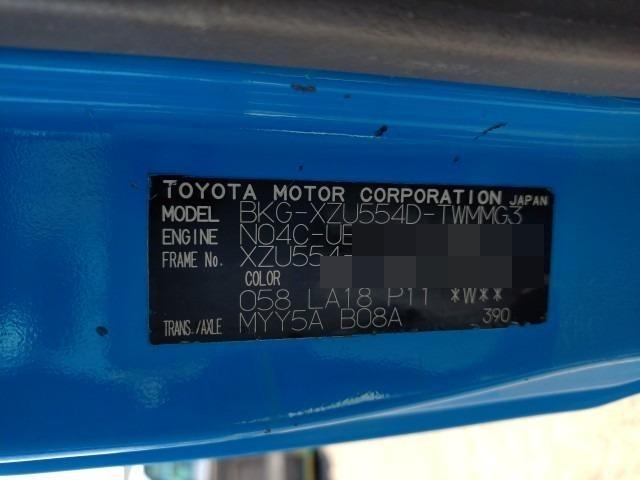 TOYOTA MOTOR CORPORATION JAPAN
MODEL BKG-XZU554D-TWMMG3
ENGINE N04C-UE
FRAME No. XZU554-
COLOR
058 LA18 P11 *W**
TRANS./AXLE MYY5A B08A 390